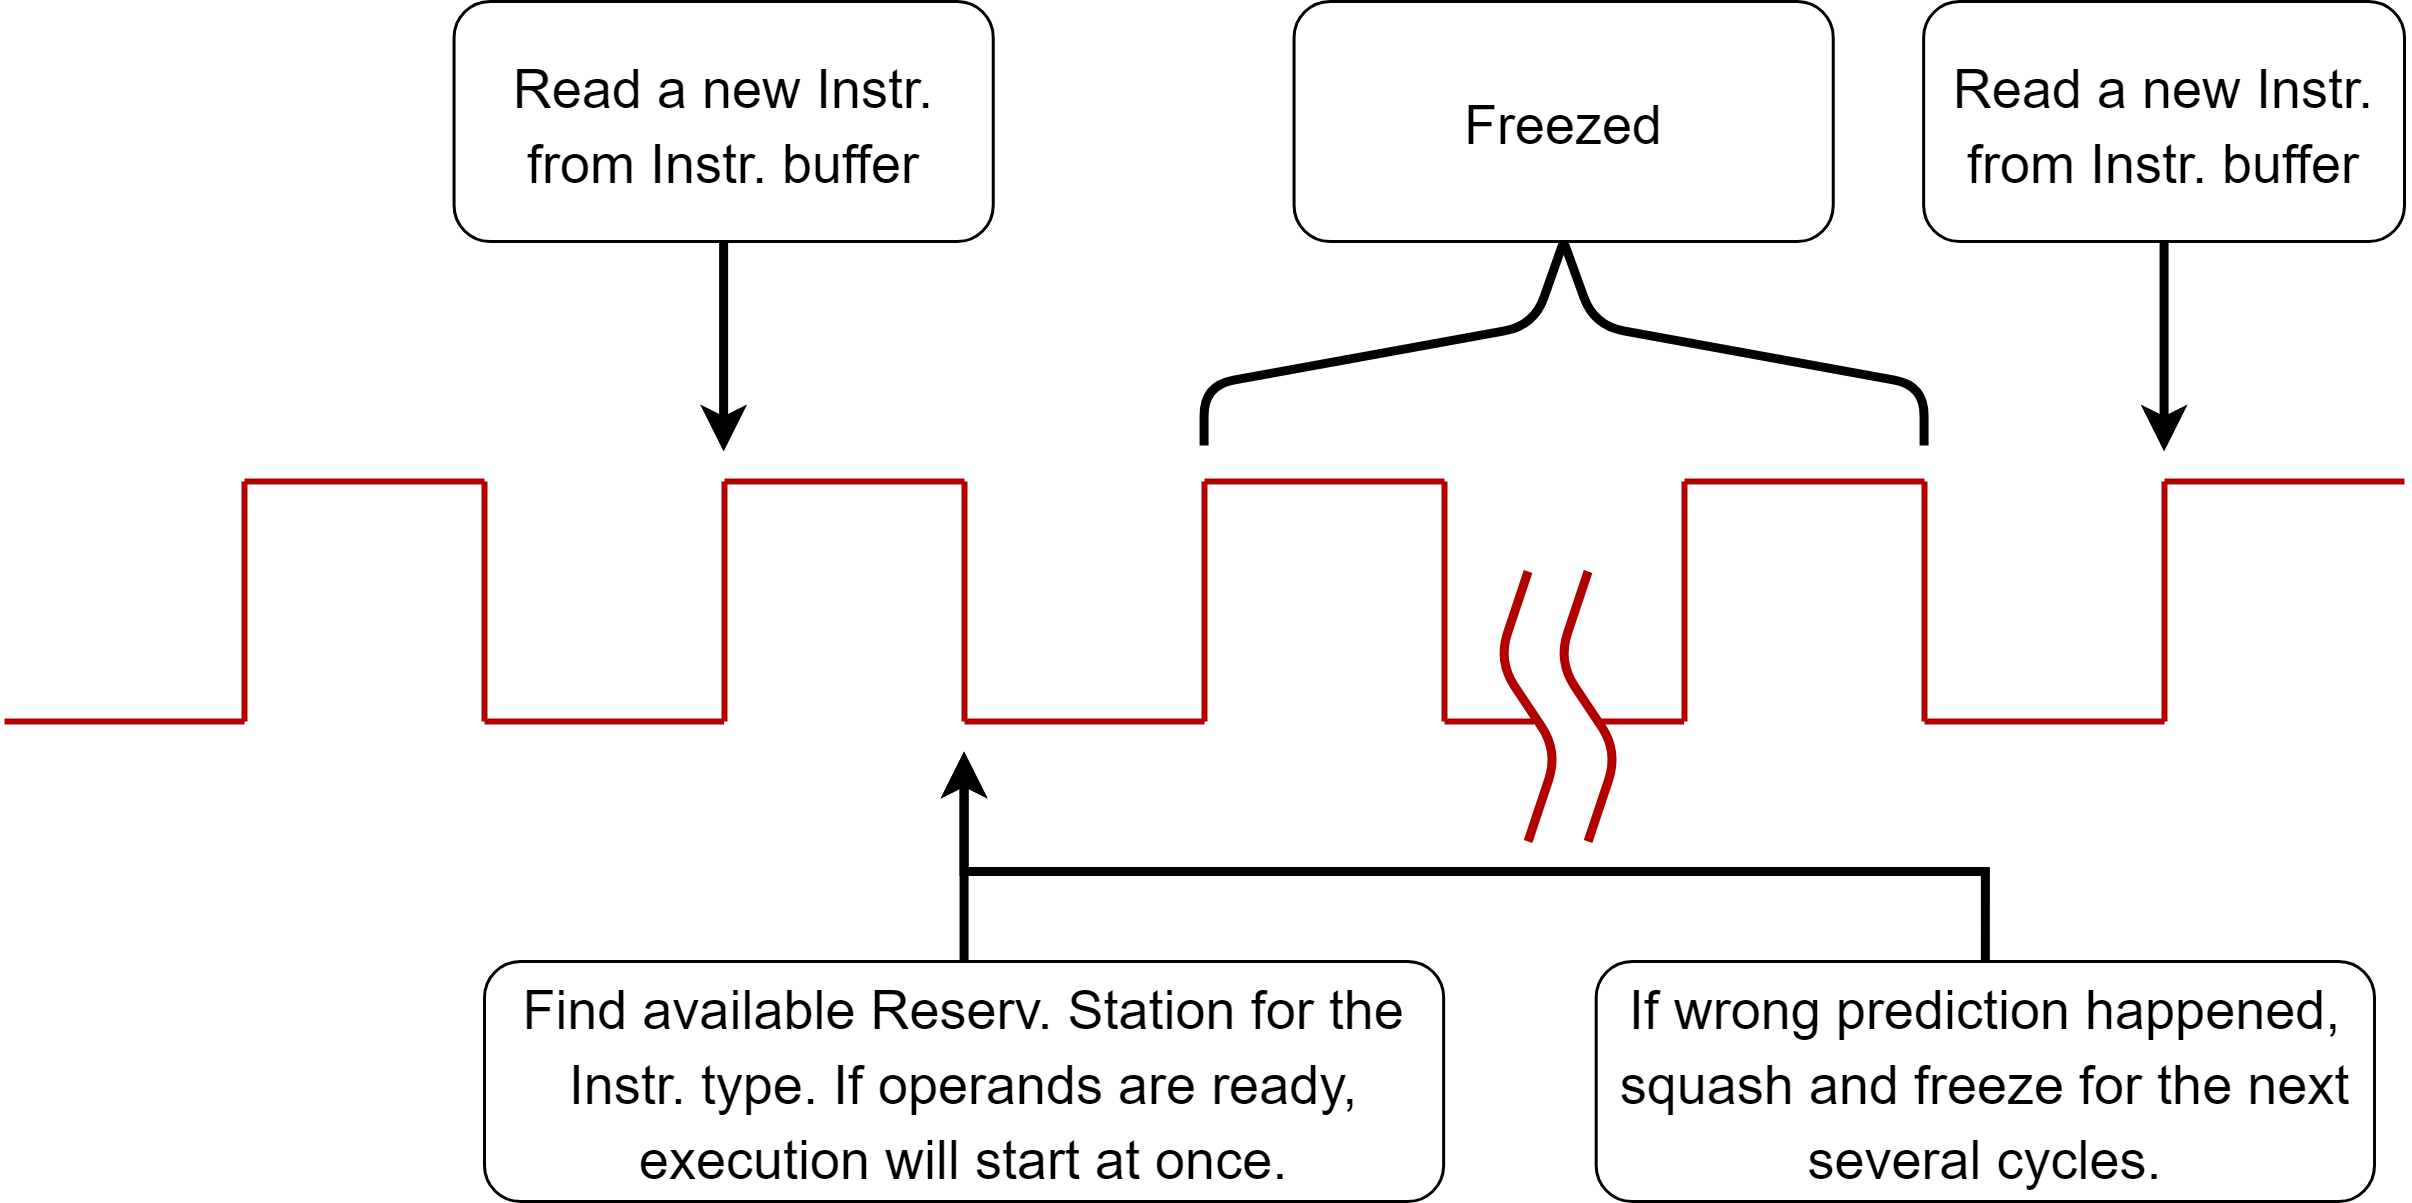 Read a new Instr.
from Instr. buffer
Freezed
Read a new Instr.
from Instr. buffer
Find available Reserv. Station for the
Instr. type. If operands are ready,
execution will start at once.
If wrong prediction happened,
squash and freeze for the next
several cycles.